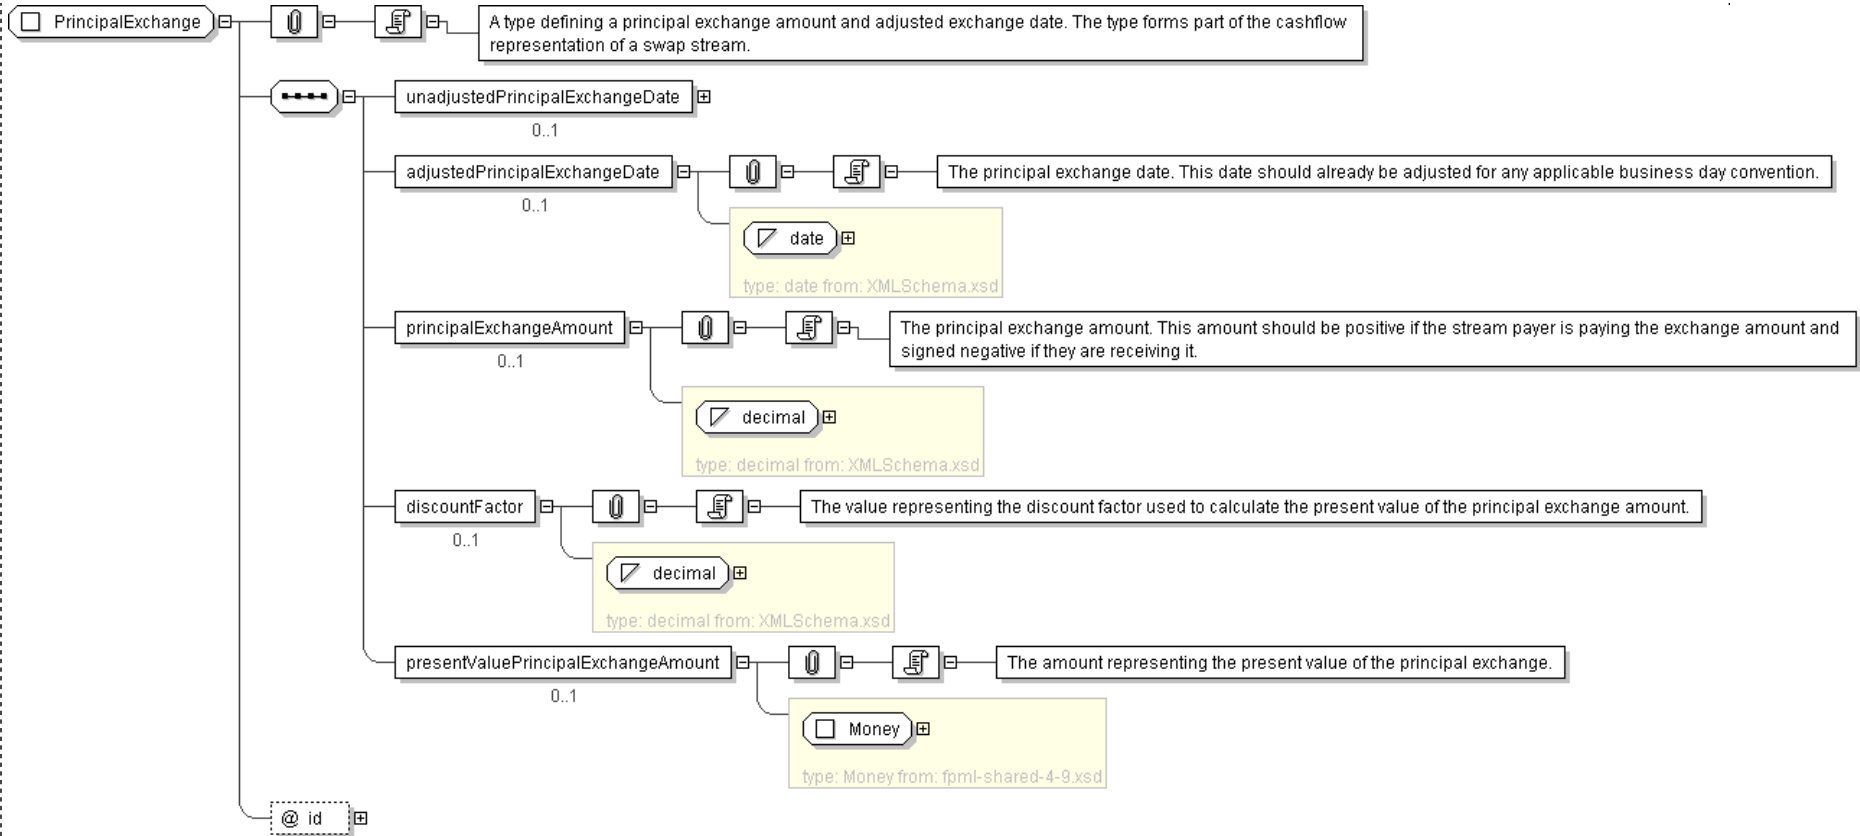 PrincipalExchange
A type defining a principal exchange amount and adjusted exchange date. The type forms part of the cashflow
representation of a swap stream.
unadjustedPrincipalExchangeDate
0..1
adjustedPrincipalExchangeDate
The principal exchange date. This date should already be adjusted for any applicable business day convention.
0..1
date
type: date from: XMLSchema.xsd
principalExchangeAmount
The principal exchange amount. This amount should be positive if the stream payer is paying the exchange amount and
signed negative if they are receiving it.
0..1
decimal
type: decimal from: XMLSchema.xsd
discountFactor
The value representing the discount factor used to calculate the present value of the principal exchange amount.
0..1
decimal
type: decimal from: XMLSchema.xsd
presentValuePrincipalExchangeAmount
The amount representing the present value of the principal exchange.
0..1
Money
type: Money from: fpml-shared-4-9.xsd
@ id